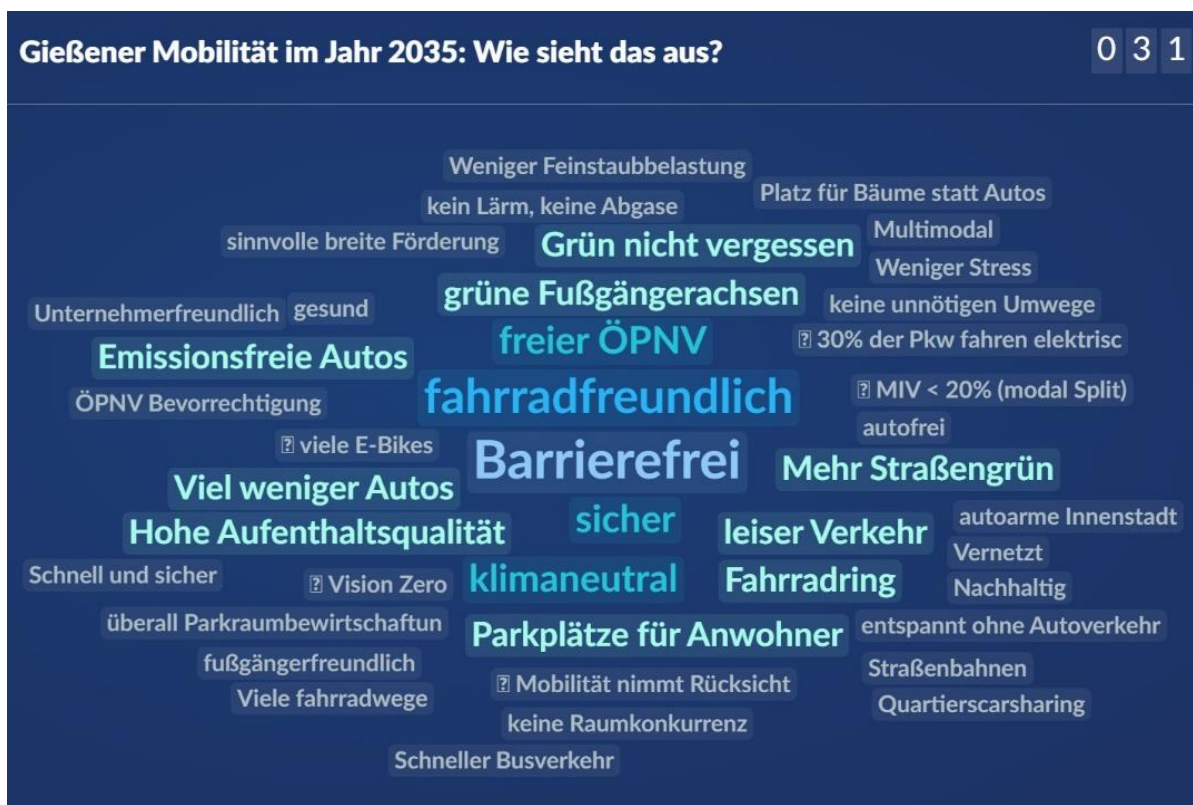 Gießener Mobilität im Jahr 2035: Wie sieht das aus?
0 3 1
Weniger Feinstaubbelastung
Platz für Bäume statt Autos
kein Lärm, keine Abgase
Multimodal
sinnvolle breite Förderung
Grün nicht vergessen
Weniger Stress
grüne Fußgängerachsen
keine unnötigen Umwege
Unternehmerfreundlich
gesund
freier ÖPNV
30% der Pkw fahren elektrisc
Emissionsfreie Autos
fahrradfreundlich
MIV < 20% (modal Split)
ÖPNV Bevorrechtigung
autofrei
viele E-Bikes
Barrierefrei
Mehr Straßengrün
Viel weniger Autos
sicher
autoarme Innenstadt
Hohe Aufenthaltsqualität
leiser Verkehr
Vernetzt
Schnell und sicher
Vision Zero
klimaneutral
Fahrradring
Nachhaltig
überall Parkraumbewirtschaftun
Parkplätze für Anwohner
entspannt ohne Autoverkehr
fußgängerfreundlich
Straßenbahnen
Mobilität nimmt Rücksicht
Viele fahrradwege
Quartierscarsharing
keine Raumkonkurrenz
Schneller Busverkehr